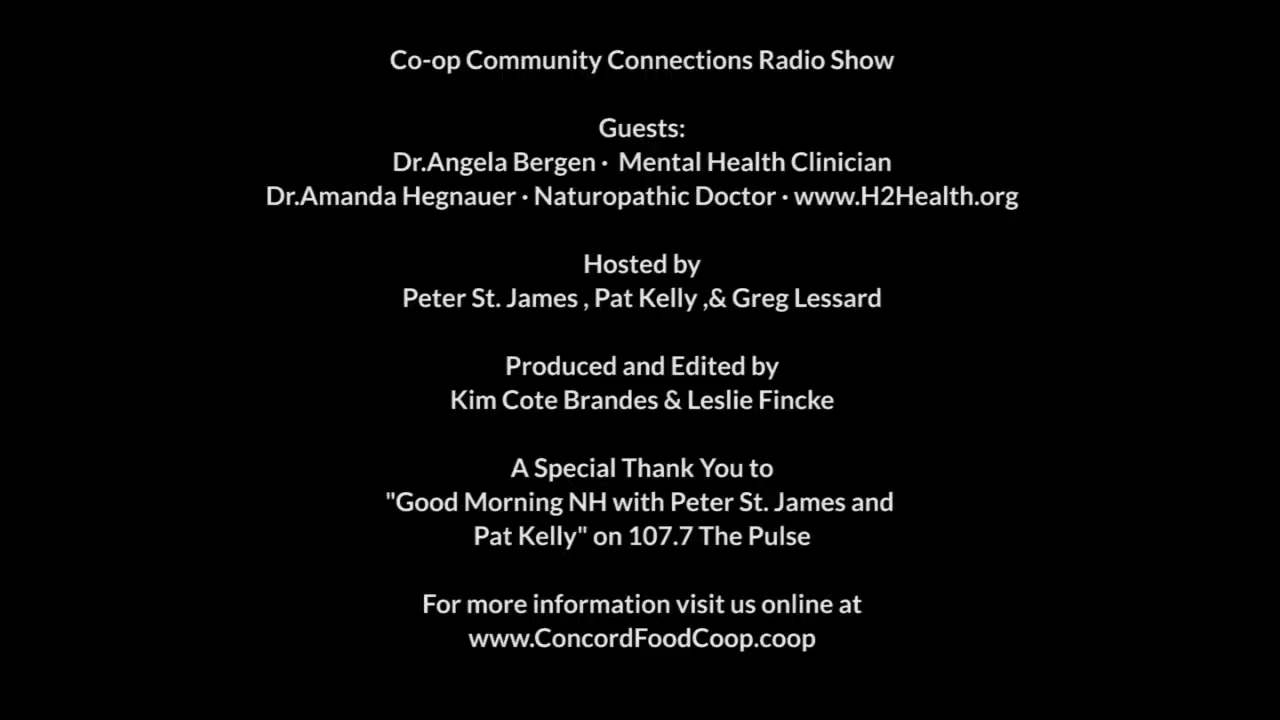 Co-op Community Connections Radio Show
Guests:
Dr.Angela Bergen · Mental Health Clinician
Dr.Amanda Hegnauer · Naturopathic Doctor · www.H2Health.org
Hosted by
Peter St. James , Pat Kelly ,& Greg Lessard
Produced and Edited by
Kim Cote Brandes & Leslie Fincke
A Special Thank You to
"Good Morning NH with Peter St. James and
Pat Kelly" on 107.7 The Pulse
For more information visit us online at
www.ConcordFoodCoop.coop